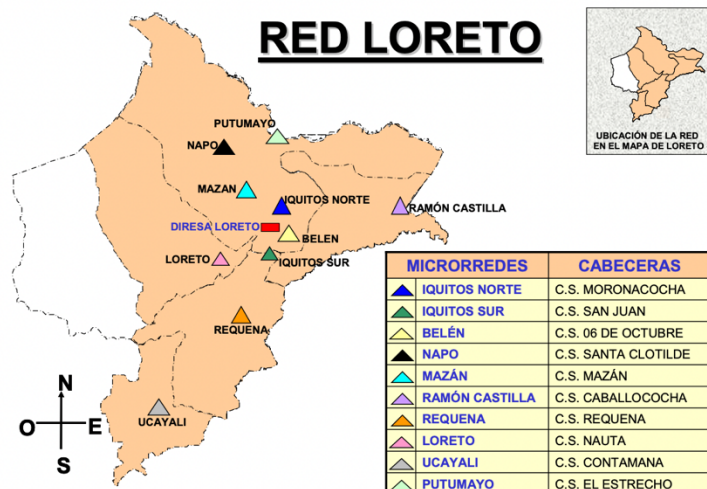 RED LORETO
UBICACIÓN DE LA RED
EN EL MAPA DE LORETO
PUTUMAYO
NAPO
MAZAN
IQUITOS NORTE
RAMÓN CASTILLA
DIRESA LORETO
BELEN
LORETO
IQUITOS SUR
REQUENA
UCAYALI
N
O
E
S
MICRORREDES CABECERAS
IQUITOS NORTE C.S. MORONACOCHA
IQUITOS SUR C.S. SAN JUAN
BELÉN C.S. 06 DE OCTUBRE
NAPO C.S. SANTA CLOTILDE
MAZÁN C.S. MAZÁN
RAMÓN CASTILLA C.S. CABALLOCOCHA
REQUENA C.S. REQUENA
LORETO C.S. NAUTA
UCAYALI C.S. CONTAMANA
PUTUMAYO C.S. EL ESTRECHO